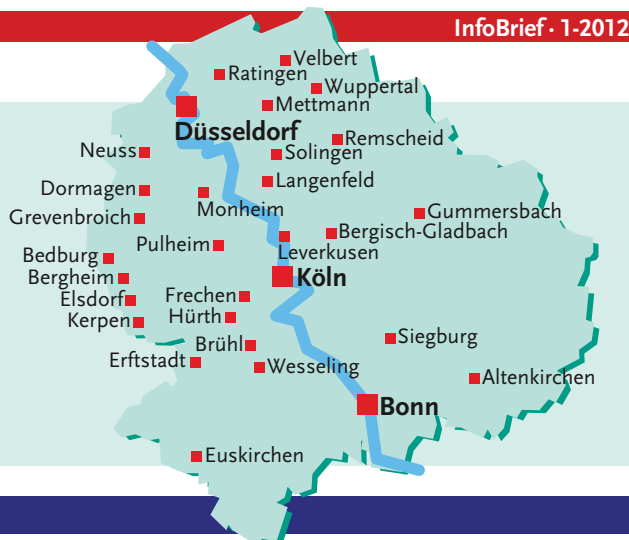 InfoBrief · 1-2012
Velbert
Ratingen
Wuppertal
Mettmann
Düsseldorf
Remscheid
Neuss
Solingen
Langenfeld
Dormagen
Monheim
Grevenbroich
Gummersbach
Bergisch-Gladbach
Pulheim
Leverkusen
Bedburg
Bergheim
Köln
Elsdorf
Frechen
Kerpen
Hürth
Siegburg
Brühl
Erftstadt
Wesseling
Altenkirchen
Bonn
Euskirchen